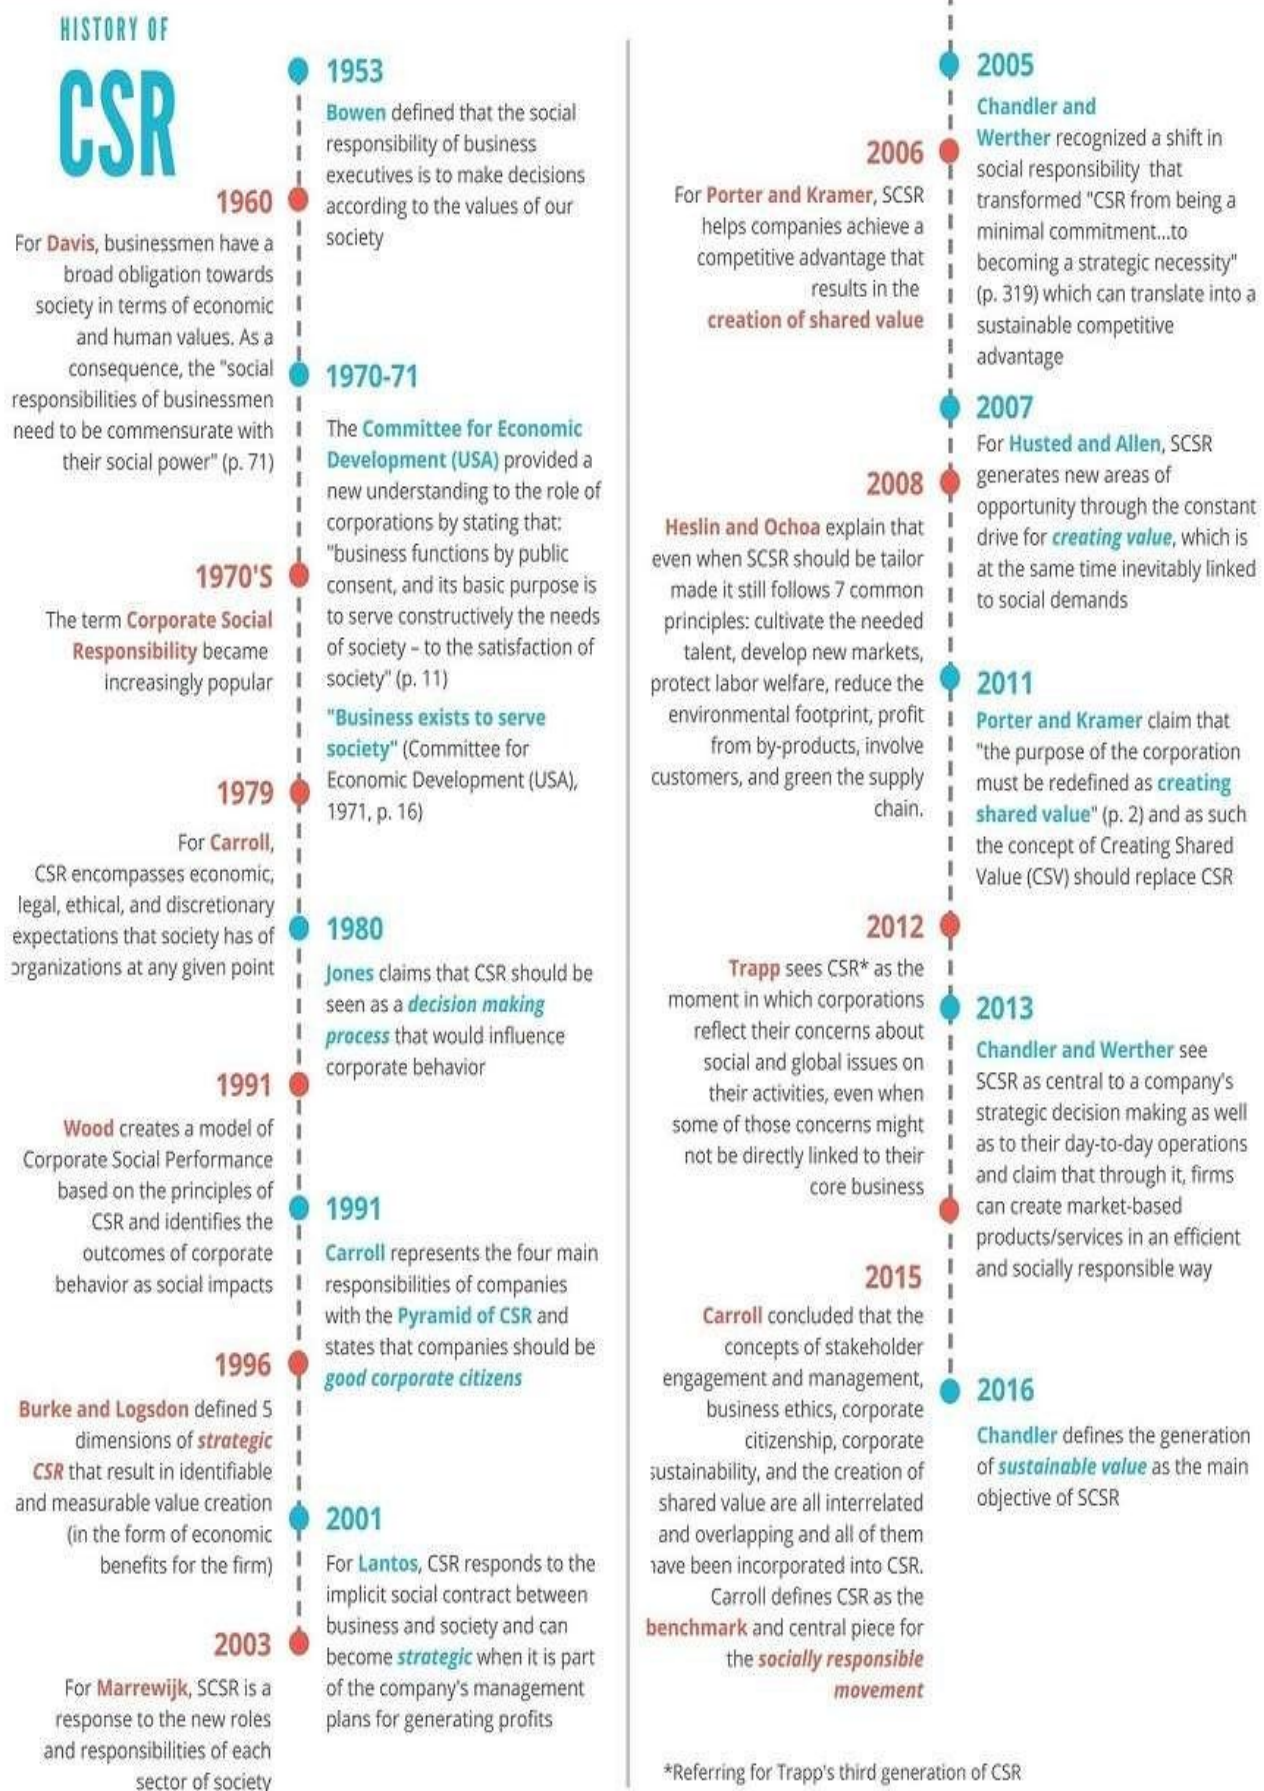 HISTORY OF
CSR
1953
Bowen defined that the social
responsibility of business
executives is to make decisions
according to the values of our
society
1960
For Davis, businessmen have a
broad obligation towards
society in terms of economic
and human values. As a
consequence, the "social
responsibilities of businessmen
need to be commensurate with
their social power" (p. 71)
1970-71
The Committee for Economic
Development (USA) provided a
new understanding to the role of
corporations by stating that:
"business functions by public
consent, and its basic purpose is
to serve constructively the needs
of society – to the satisfaction of
society" (p. 11)
"Business exists to serve
society" (Committee for
Economic Development (USA),
1971, p. 16)
1970'S
The term Corporate Social
Responsibility became
increasingly popular
1979
For Carroll,
CSR encompasses economic,
legal, ethical, and discretionary
expectations that society has of
organizations at any given point
1980
Jones claims that CSR should be
seen as a decision making
process that would influence
corporate behavior
1991
Wood creates a model of
Corporate Social Performance
based on the principles of
CSR and identifies the
outcomes of corporate
behavior as social impacts
1991
Carroll represents the four main
responsibilities of companies
with the Pyramid of CSR and
states that companies should be
good corporate citizens
1996
Burke and Logsdon defined 5
dimensions of strategic
CSR that result in identifiable
and measurable value creation
(in the form of economic
benefits for the firm)
2001
For Lantos, CSR responds to the
implicit social contract between
business and society and can
become strategic when it is part
of the company's management
plans for generating profits
2003
For Marrewijk, SCSR is a
response to the new roles
and responsibilities of each
sector of society
2005
Chandler and
Werther recognized a shift in
social responsibility that
transformed "CSR from being a
minimal commitment...to
becoming a strategic necessity"
(p. 319) which can translate into a
sustainable competitive
advantage
2006
For Porter and Kramer, SCSR
helps companies achieve a
competitive advantage that
results in the
creation of shared value
2007
For Husted and Allen, SCSR
generates new areas of
opportunity through the constant
drive for creating value, which is
at the same time inevitably linked
to social demands
2008
Heslin and Ochoa explain that
even when SCSR should be tailor
made it still follows 7 common
principles: cultivate the needed
talent, develop new markets,
protect labor welfare, reduce the
environmental footprint, profit
from by-products, involve
customers, and green the supply
chain.
2011
Porter and Kramer claim that
"the purpose of the corporation
must be redefined as creating
shared value" (p. 2) and as such
the concept of Creating Shared
Value (CSV) should replace CSR
2012
Trapp sees CSR* as the
moment in which corporations
reflect their concerns about
social and global issues on
their activities, even when
some of those concerns might
not be directly linked to their
core business
2013
Chandler and Werther see
SCSR as central to a company's
strategic decision making as well
as to their day-to-day operations
and claim that through it, firms
can create market-based
products/services in an efficient
and socially responsible way
2015
Carroll concluded that the
concepts of stakeholder
engagement and management,
business ethics, corporate
citizenship, corporate
sustainability, and the creation of
shared value are all interrelated
and overlapping and all of them
have been incorporated into CSR.
Carroll defines CSR as the
benchmark and central piece for
the socially responsible
movement
2016
Chandler defines the generation
of sustainable value as the main
objective of SCSR
*Referring for Trapp's third generation of CSR